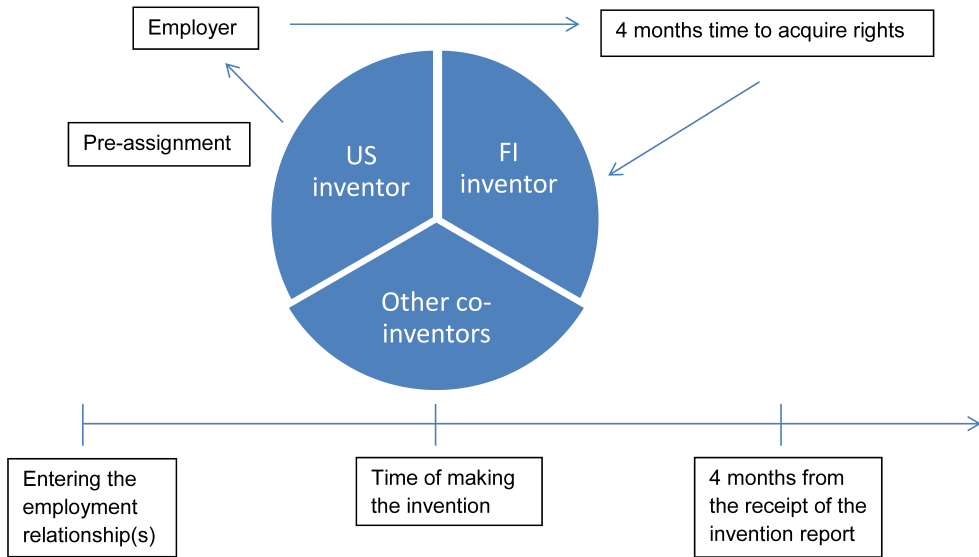 Employer
4 months time to acquire rights
Pre-assignment
US
inventor
FI
inventor
Other co-
inventors
Entering the
employment
relationship(s)
Time of making
the invention
4 months from
the receipt of the
invention report